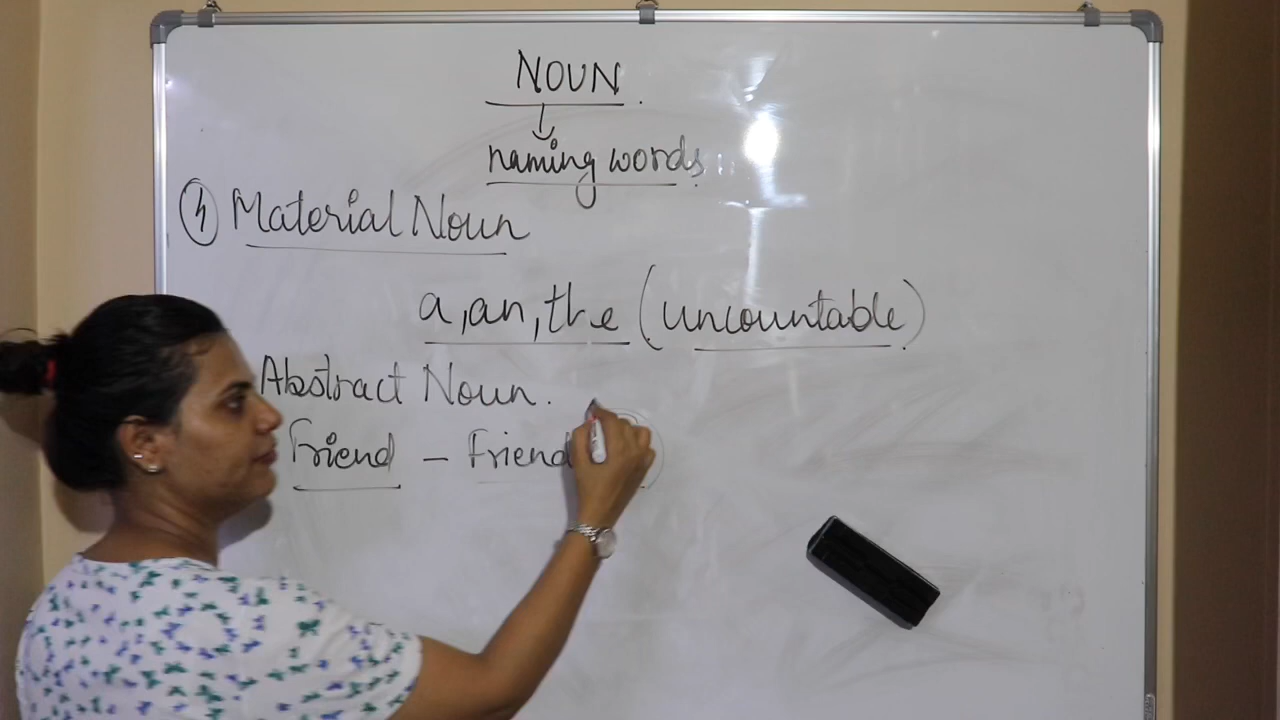 NOUN.
naming words.
4 Material Noun
a, an, the (uncountable).
Abstract Noun.
Friend - Friend